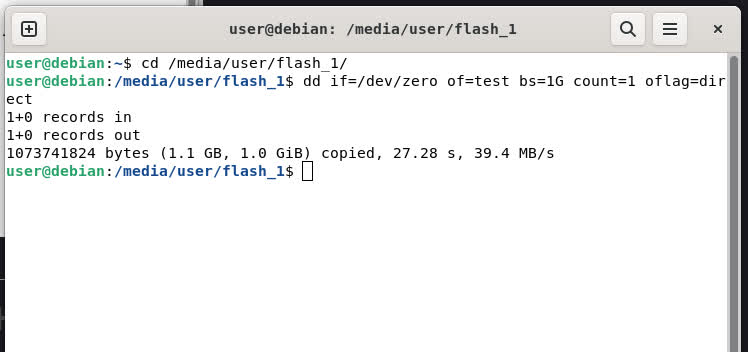 user@debian: /media/user/flash_1
user@debian:~$ cd /media/user/flash_1/
user@debian:/media/user/flash_1$ dd if=/dev/zero of=test bs=1G count=1 oflag=dir
ect
1+0 records in
1+0 records out
1073741824 bytes (1.1 GB, 1.0 GiB) copied, 27.28 s, 39.4 MB/s
user@debian:/media/user/flash_1$